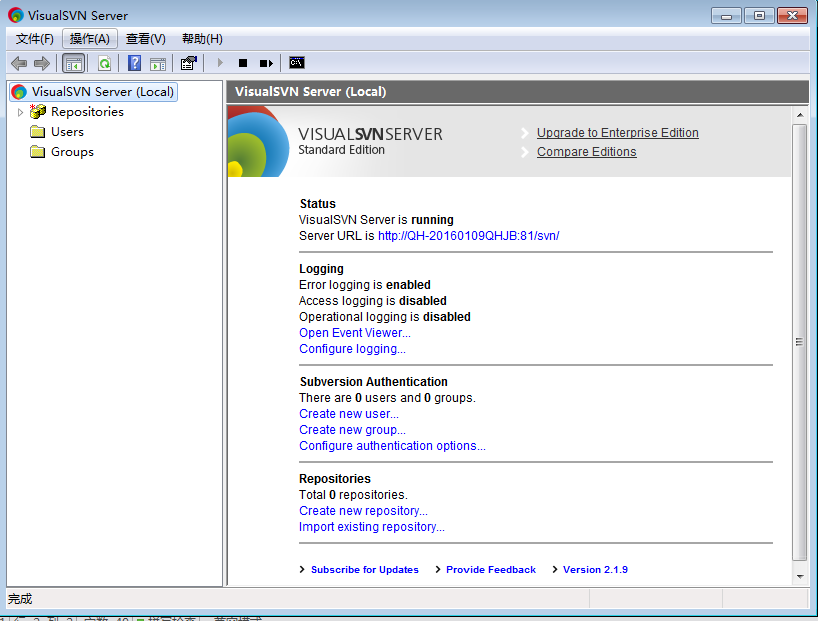 VisualSVN Server
文件(F) 操作(A) 查看(V) 帮助(H)
VisualSVN Server (Local)
Repositories
Users
Groups
VisualSVN Server (Local)
VISUALSVN SERVER
Standard Edition
Upgrade to Enterprise Edition
Compare Editions
Status
VisualSVN Server is running
Server URL is http://QH-20160109QHJB:81/svn/
Logging
Error logging is enabled
Access logging is disabled
Operational logging is disabled
Open Event Viewer...
Configure logging...
Subversion Authentication
There are 0 users and 0 groups.
Create new user...
Create new group...
Configure authentication options...
Repositories
Total 0 repositories.
Create new repository...
Import existing repository...
Subscribe for Updates Provide Feedback Version 2.1.9
完成